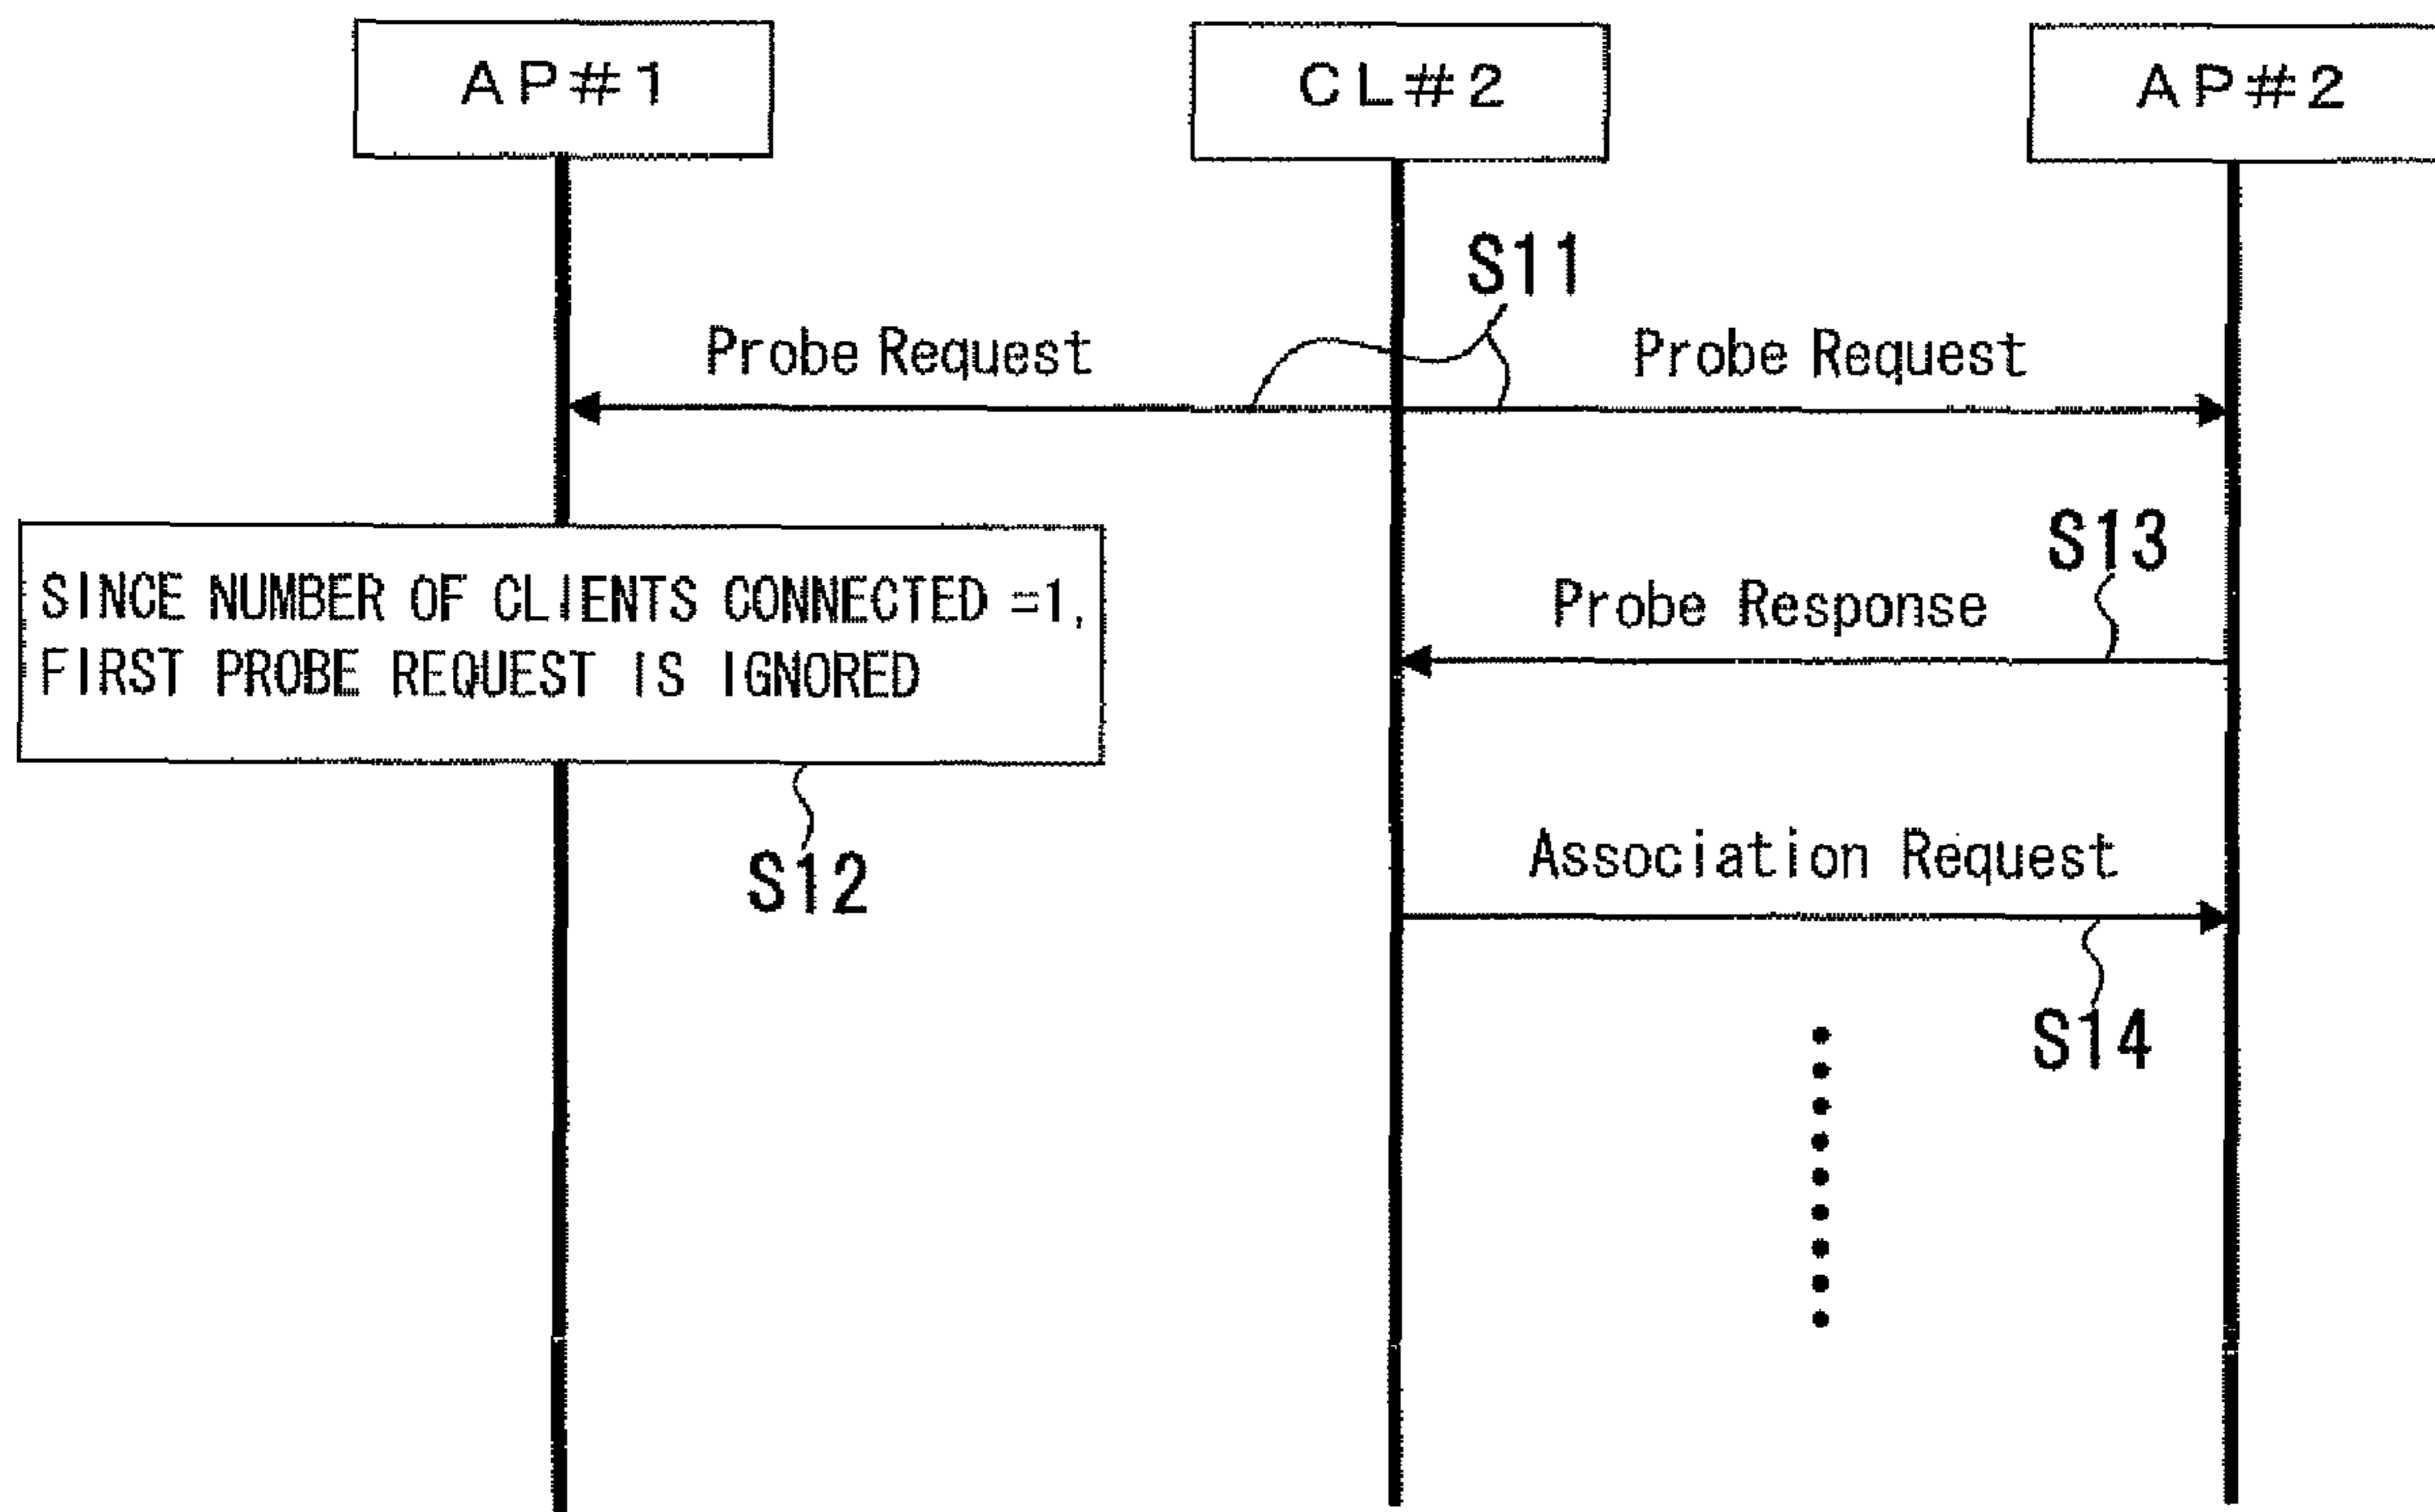 AP#1
CL#2
AP#2
S11
Probe Request
Probe Request
SINCE NUMBER OF CLIENTS CONNECTED =1,
FIRST PROBE REQUEST IS IGNORED
S13
Probe Response
S12
Association Request
S14